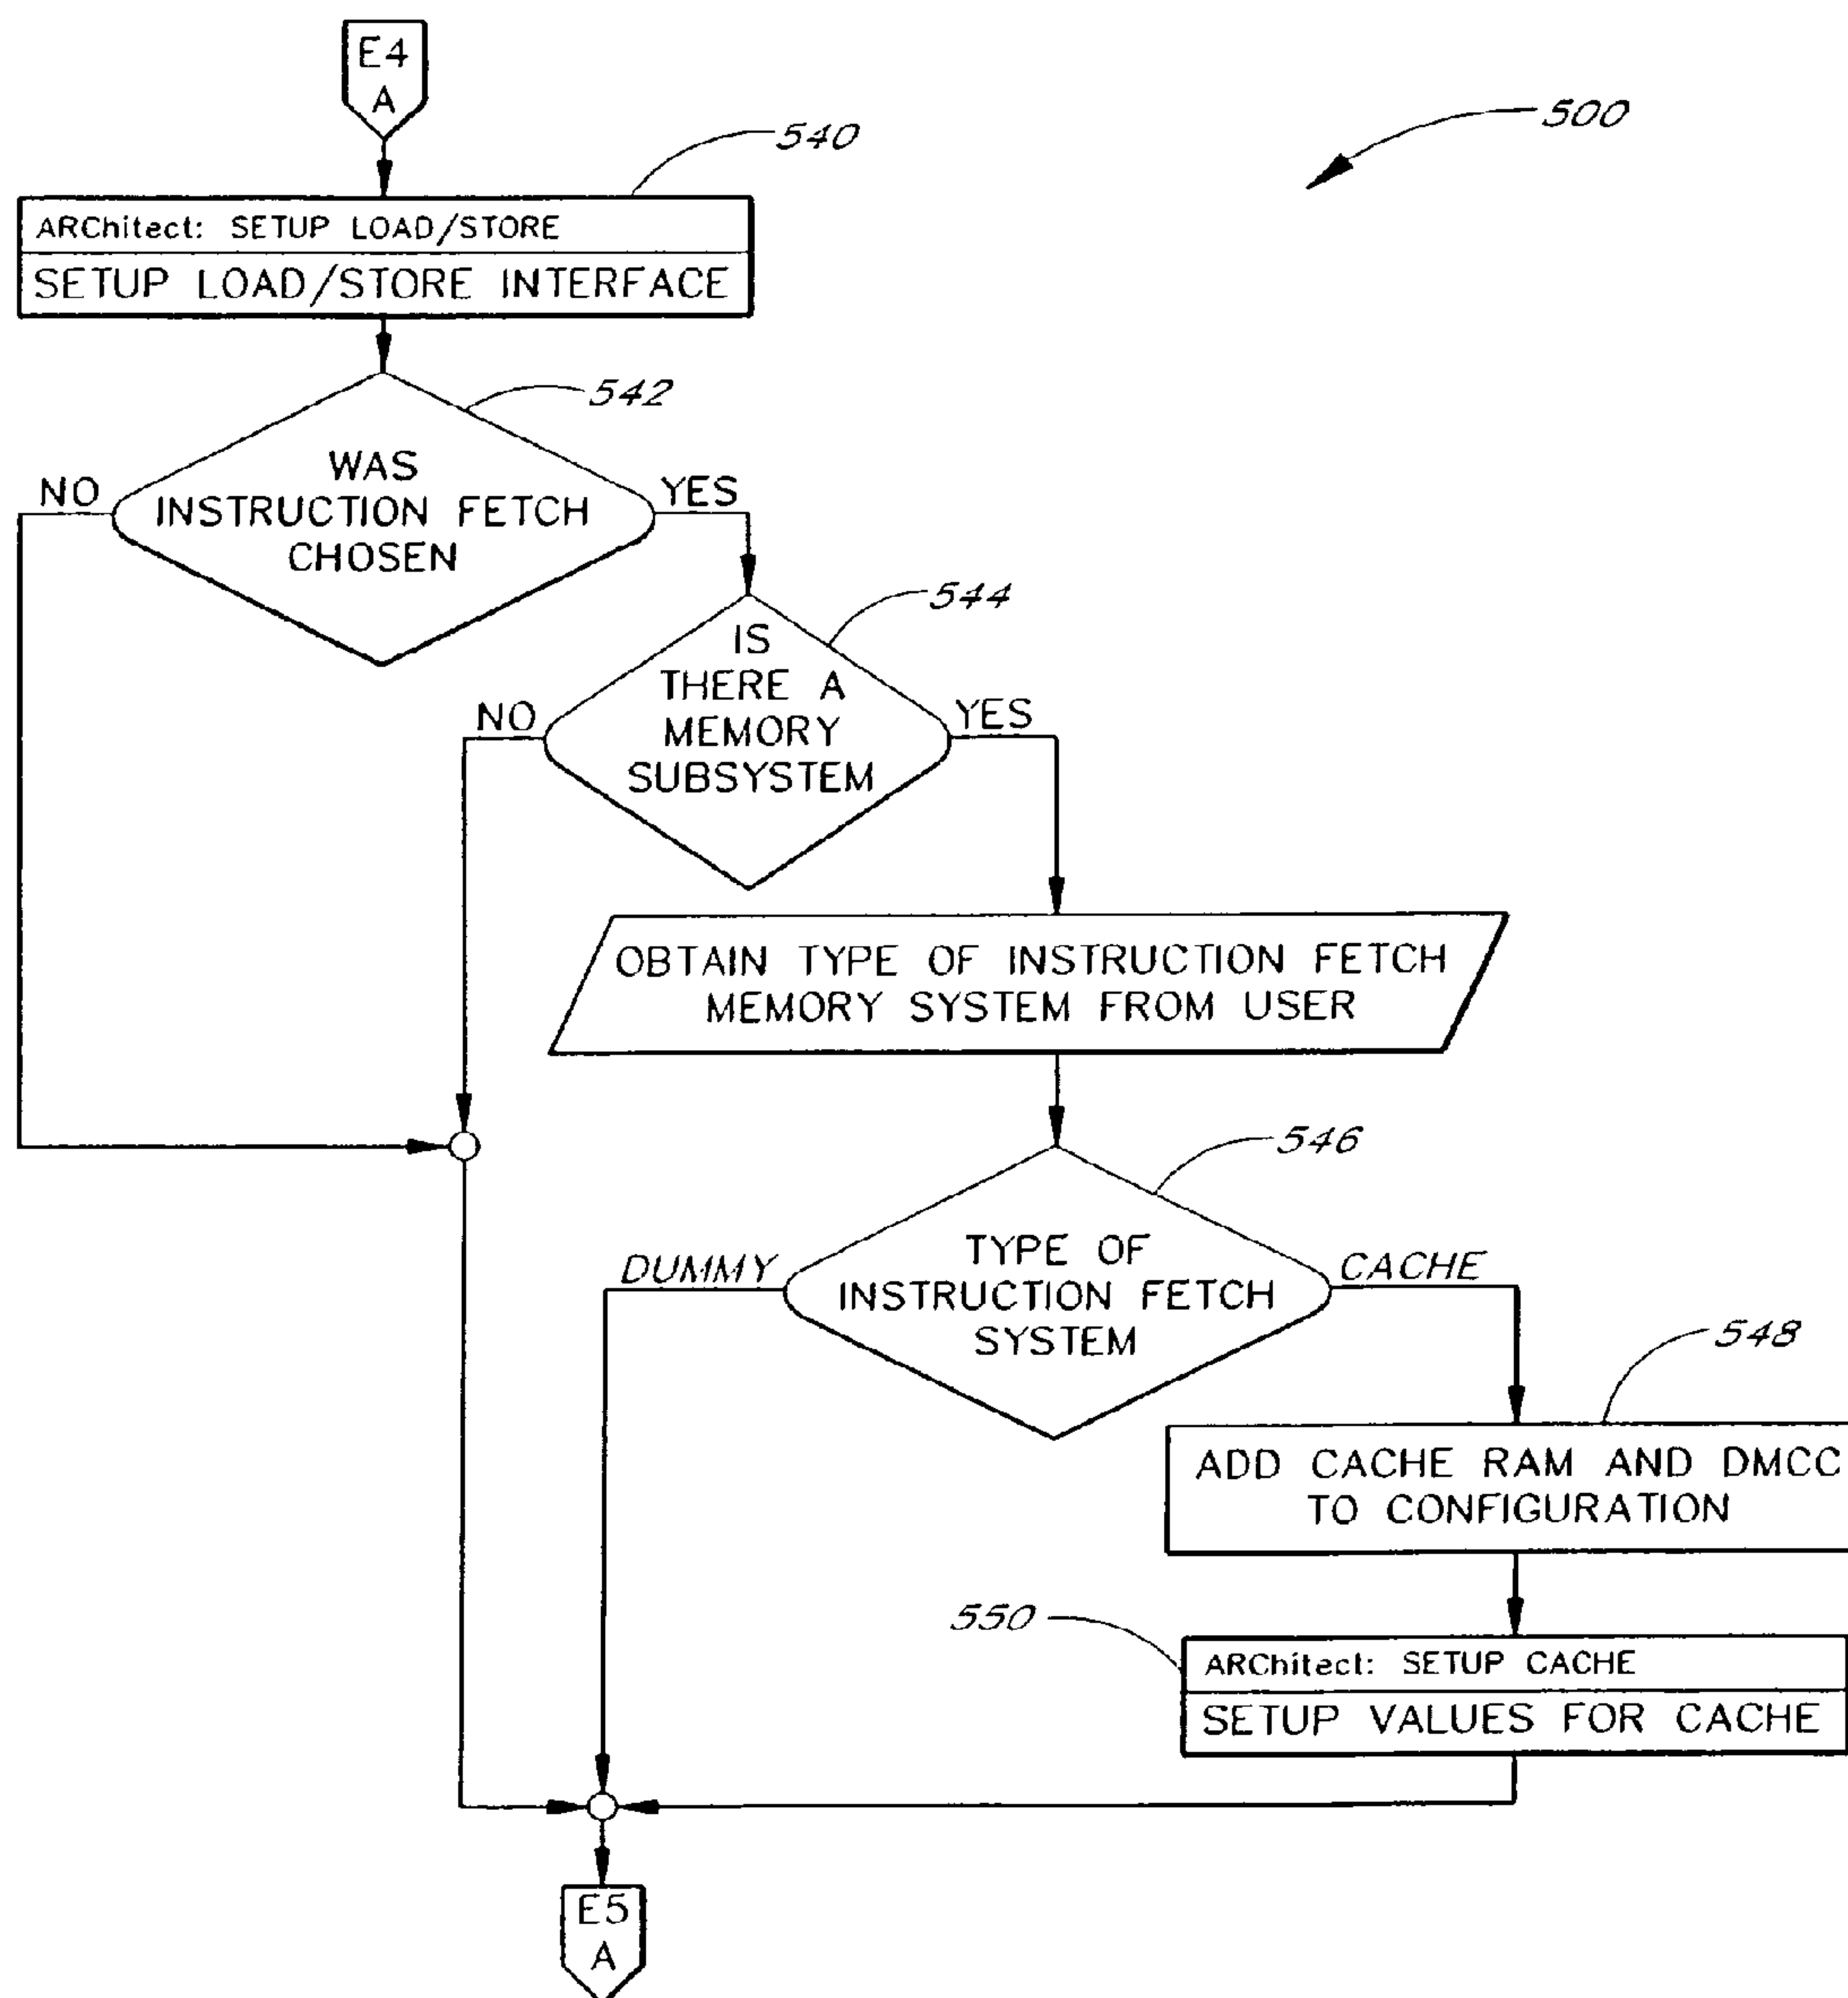 E4
A
500
540
ARChitect: SETUP LOAD/STORE
SETUP LOAD/STORE INTERFACE
542
WAS
INSTRUCTION FETCH
CHOSEN
NO
YES
544
IS
THERE A
MEMORY
SUBSYSTEM
NO
YES
OBTAIN TYPE OF INSTRUCTION FETCH
MEMORY SYSTEM FROM USER
546
TYPE OF
INSTRUCTION FETCH
SYSTEM
DUMMY
CACHE
548
ADD CACHE RAM AND DMCC
TO CONFIGURATION
550
ARChitect: SETUP CACHE
SETUP VALUES FOR CACHE
E5
A